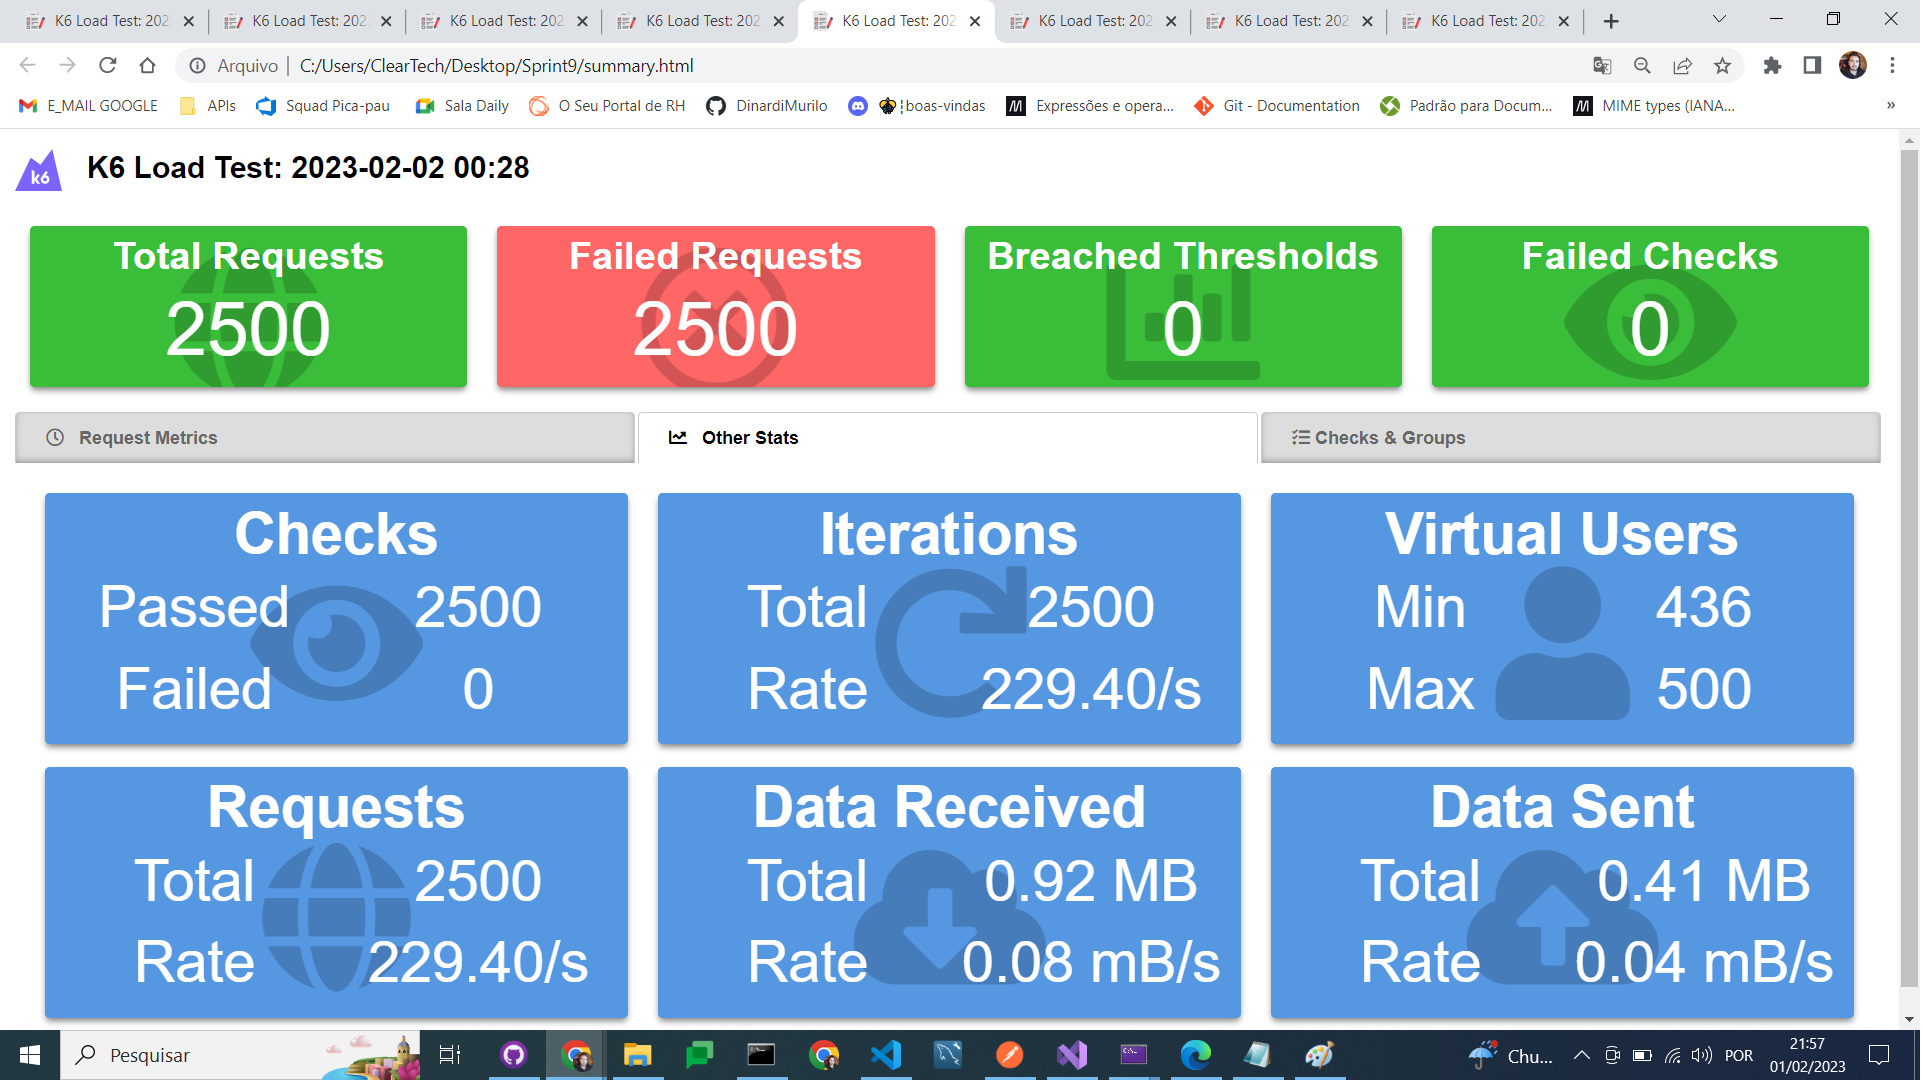 K6 Load Test: 202
K6 Load Test: 202
K6 Load Test: 202
K6 Load Test: 202
K6 Load Test: 202
K6 Load Test: 202
K6 Load Test: 202
K6 Load Test: 202
Arquivo | C:/Users/ClearTech/Desktop/Sprint9/summary.html
E_MAIL GOOGLE
APIs
Squad Pica-pau
Sala Daily
O Seu Portal de RH
DinardiMurilo
¦boas-vindas
Expressões e opera...
Git - Documentation
Padrão para Docum...
MIME types (IANA...
»
k6
K6 Load Test: 2023-02-02 00:28
Total Requests
2500
Failed Requests
2500
Breached Thresholds
0
Failed Checks
0
Request Metrics
Other Stats
Checks & Groups
Checks
Passed 2500
Failed 0
Iterations
Total 2500
Rate 229.40/s
Virtual Users
Min 436
Max 500
Requests
Total 2500
Rate 229.40/s
Data Received
Total 0.92 MB
Rate 0.08 mB/s
Data Sent
Total 0.41 MB
Rate 0.04 mB/s
Pesquisar
Chu...
POR
21:57
01/02/2023